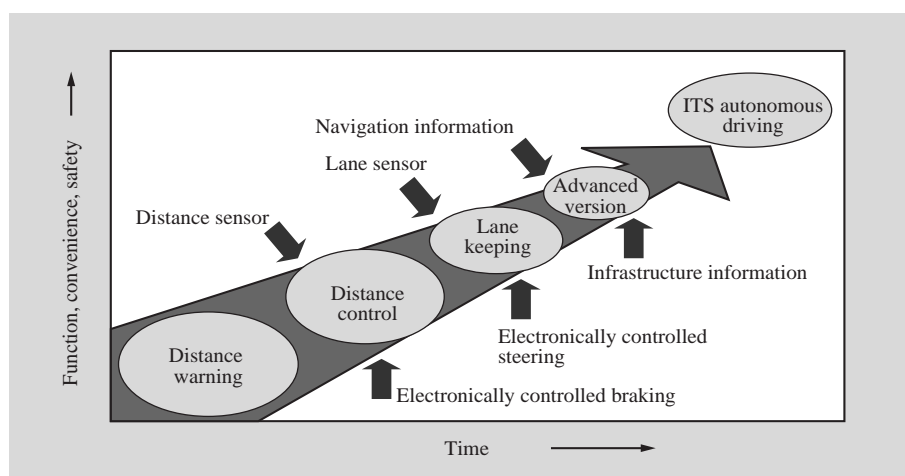 Function, convenience, safety
ITS autonomous
driving
Navigation information
Lane sensor
Advanced
version
Distance sensor
Lane
keeping
Infrastructure information
Distance
control
Electronically controlled
steering
Distance
warning
Electronically controlled braking
Time